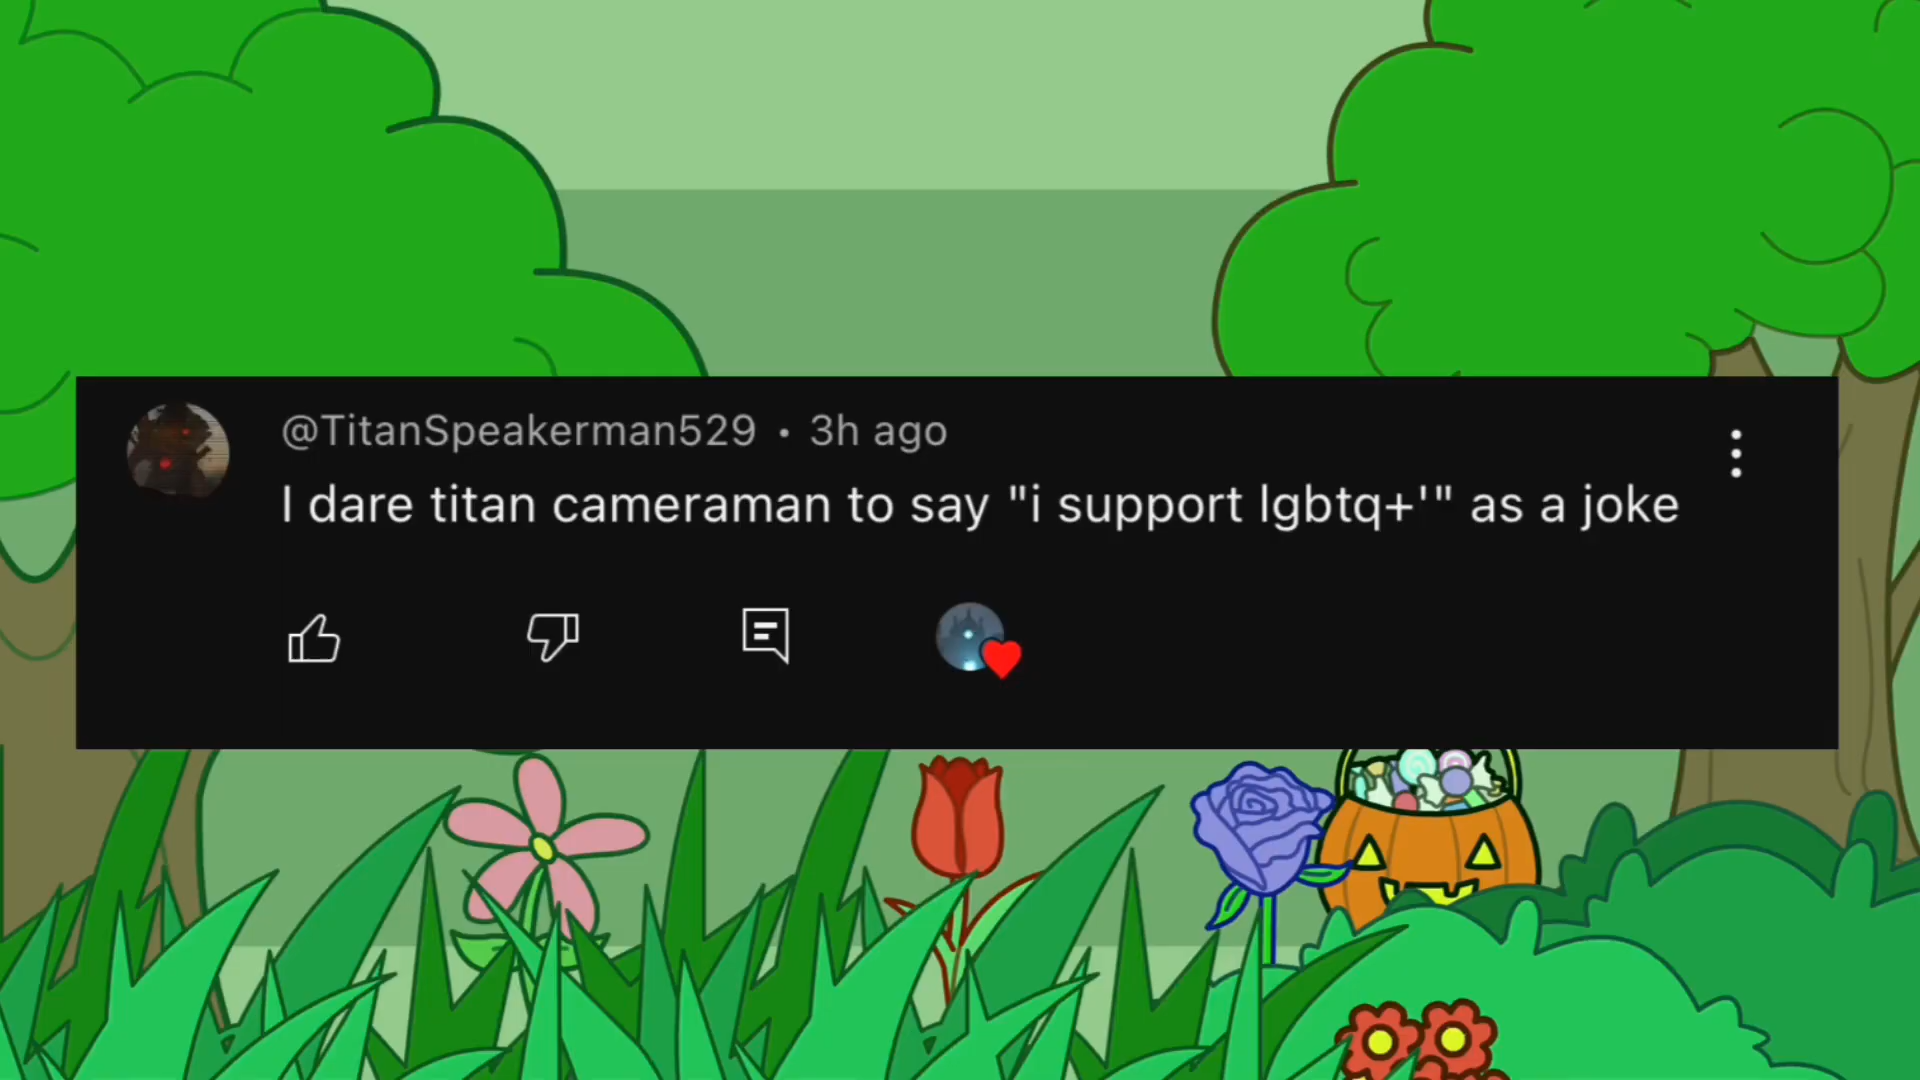 @TitanSpeakerman529 • 3h ago
I dare titan cameraman to say "i support lgbtq+'" as a joke